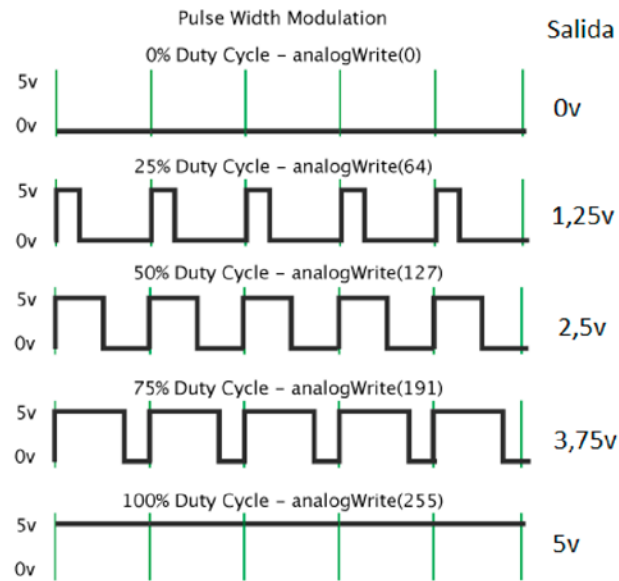 Pulse Width Modulation
Salida
0% Duty Cycle – analogWrite(0)
5v
0v
0v
25% Duty Cycle – analogWrite(64)
5v
0v
1,25v
50% Duty Cycle – analogWrite(127)
5v
0v
2,5v
75% Duty Cycle – analogWrite(191)
5v
0v
3,75v
100% Duty Cycle – analogWrite(255)
5v
0v
5v